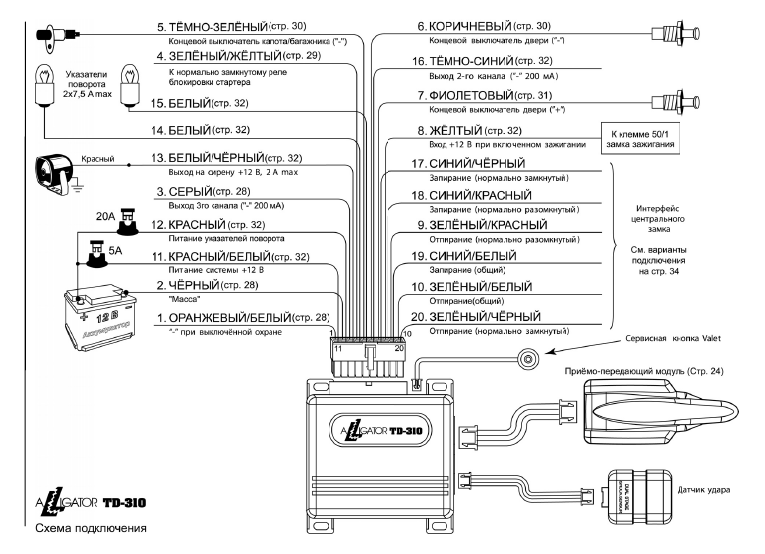 5. ТЁМНО-ЗЕЛЁНЫЙ(стр. 30)
Концевой выключатель капота/багажника ("-")
4. ЗЕЛЁНЫЙ/ЖЁЛТЫЙ(стр. 29)
К нормально замкнутому реле
блокировки стартера
Указатели
поворота
2x7,5 A max
15. БЕЛЫЙ(стр. 32)
14. БЕЛЫЙ(стр. 32)
13. БЕЛЫЙ/ЧЁРНЫЙ(стр. 32)
Выход на сирену +12 В, 2 А max
Красный
3. СЕРЫЙ(стр. 28)
Выход 3го канала ("-" 200 мА)
20А
12. КРАСНЫЙ(стр. 32)
Питание указателей поворота
5А
11. КРАСНЫЙ/БЕЛЫЙ(стр. 32)
Питание системы +12 В
2. ЧЁРНЫЙ(стр. 28)
"Масса"
1. ОРАНЖЕВЫЙ/БЕЛЫЙ(стр. 28)
"-" при выключённой охране
+ 12 В -
Аккумулятор
6. КОРИЧНЕВЫЙ(стр. 30)
Концевой выключатель двери ("-")
16. ТЁМНО-СИНИЙ(стр. 32)
Выход 2-го канала ("-" 200 мА)
7. ФИОЛЕТОВЫЙ(стр. 31)
Концевой выключатель двери ("+")
8. ЖЁЛТЫЙ(стр. 32)
Вход +12 В при включенном зажигании
К клемме 50/1
замка зажигания
17. СИНИЙ/ЧЁРНЫЙ
Запирание (нормально замкнутый)
18. СИНИЙ/КРАСНЫЙ
Запирание (нормально разомкнутый)
9. ЗЕЛЁНЫЙ/КРАСНЫЙ
Отпирание (нормально разомкнутый)
19. СИНИЙ/БЕЛЫЙ
Запирание (общий)
10. ЗЕЛЁНЫЙ/БЕЛЫЙ
Отпирание(общий)
20. ЗЕЛЁНЫЙ/ЧЁРНЫЙ
Отпирание (нормально замкнутый)
Интерфейс
центрального
замка
См. варианты
подключения
на стр. 34
1 10
11 20
Сервисная кнопка Valet
Приёмо-передающий модуль (Стр. 24)
ALLIGATOR TD-310
DUAL STAGE
Датчик удара
ALLIGATOR TD-310
Схема подключения